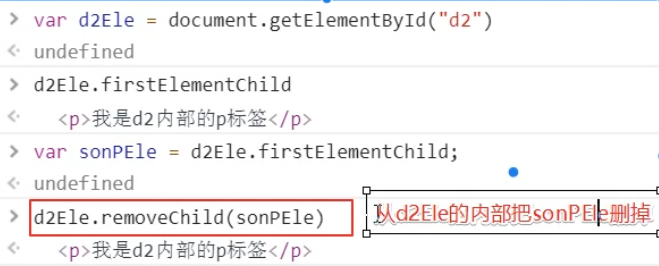 > var d2Ele = document.getElementById("d2")
< undefined
> d2Ele.firstElementChild
<p>我是d2内部的p标签</p>
> var sonPEle = d2Ele.firstElementChild;
< undefined
> d2Ele.removeChild(sonPEle)
从d2Ele的内部把sonPEle删掉
< <p>我是d2内部的p标签</p>